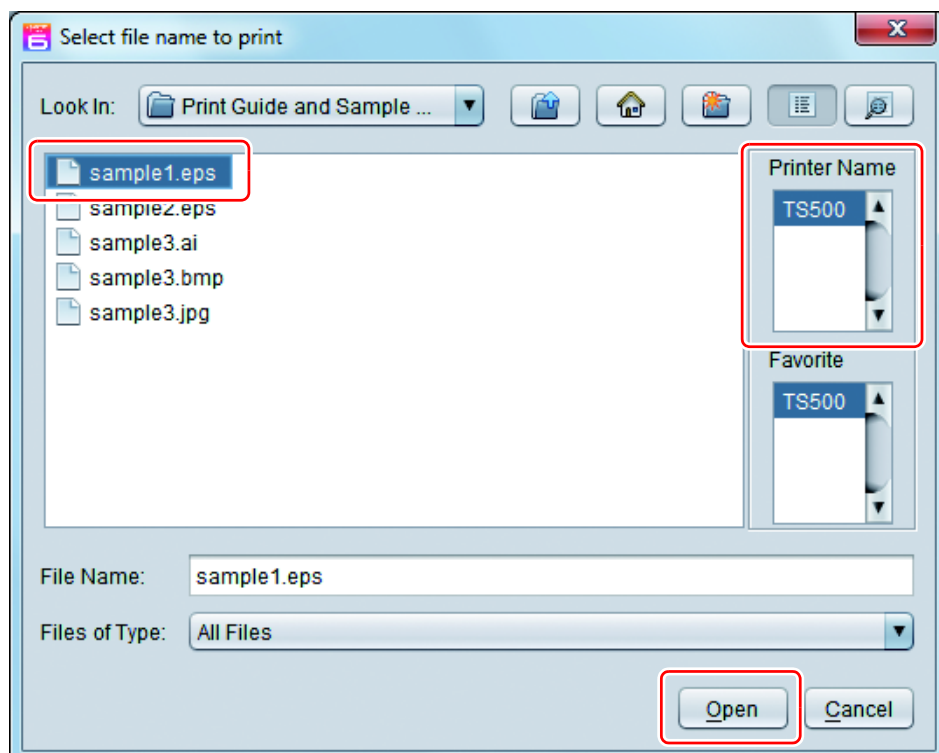 Select file name to print
Look In: Print Guide and Sample ...
sample1.eps
sample2.eps
sample3.ai
sample3.bmp
sample3.jpg
Printer Name
TS500
Favorite
TS500
File Name: sample1.eps
Files of Type: All Files
Open Cancel